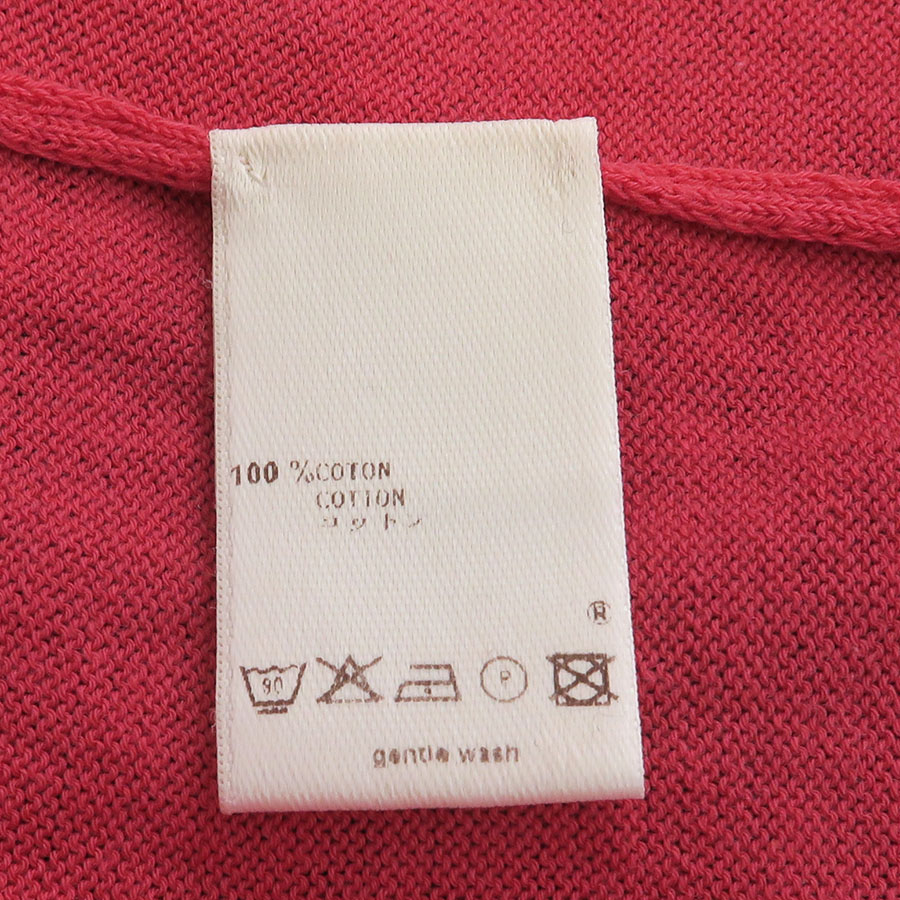 100 %COTON
COTTON
コットン
®
90 P
gentle wash